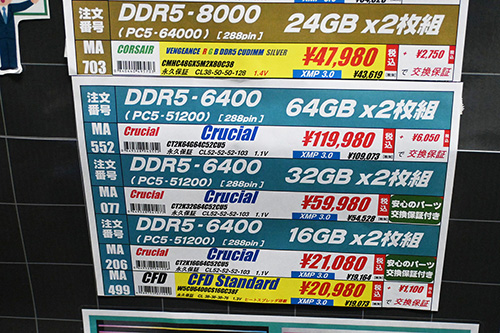 DDR5-8000 24GB x2枚組
(PC5-64000) [288pin]
MA 703
CORSAIR VENGEANCE RGB DDR5 CUDIMM SILVER
CMHC48GX5M2X8000C38
永久保証 CL38-50-50-128 1.4V XMP 3.0
¥47,980 税込
¥43,619
+¥2,750
で交換保証
注文番号 DDR5-6400 64GB x2枚組
(PC5-51200) [288pin]
MA 552
Crucial Crucial
CT2K64G64C52CU5
永久保証 CL52-52-52-103 1.1V XMP 3.0
¥119,980 税込
¥109,073
+¥6,050
で交換保証
注文番号 DDR5-6400 32GB x2枚組
(PC5-51200) [288pin]
MA 077
Crucial Crucial
CT2K32G64C52CU5
永久保証 CL52-52-52-103 1.1V XMP 3.0
¥59,980 税込
¥54,528
安心のパーツ
交換保証付き
注文番号 DDR5-6400 16GB x2枚組
(PC5-51200) [288pin]
MA 206
Crucial Crucial
CT2K16G64C52CU5
永久保証 CL52-52-52-103 1.1V XMP 3.0
¥21,080 税込
¥19,164
安心のパーツ
交換保証付き
MA 499
CFD CFD Standard
XMP 3.0
¥20,980 税込
¥19,073
+¥1,100
で交換保証